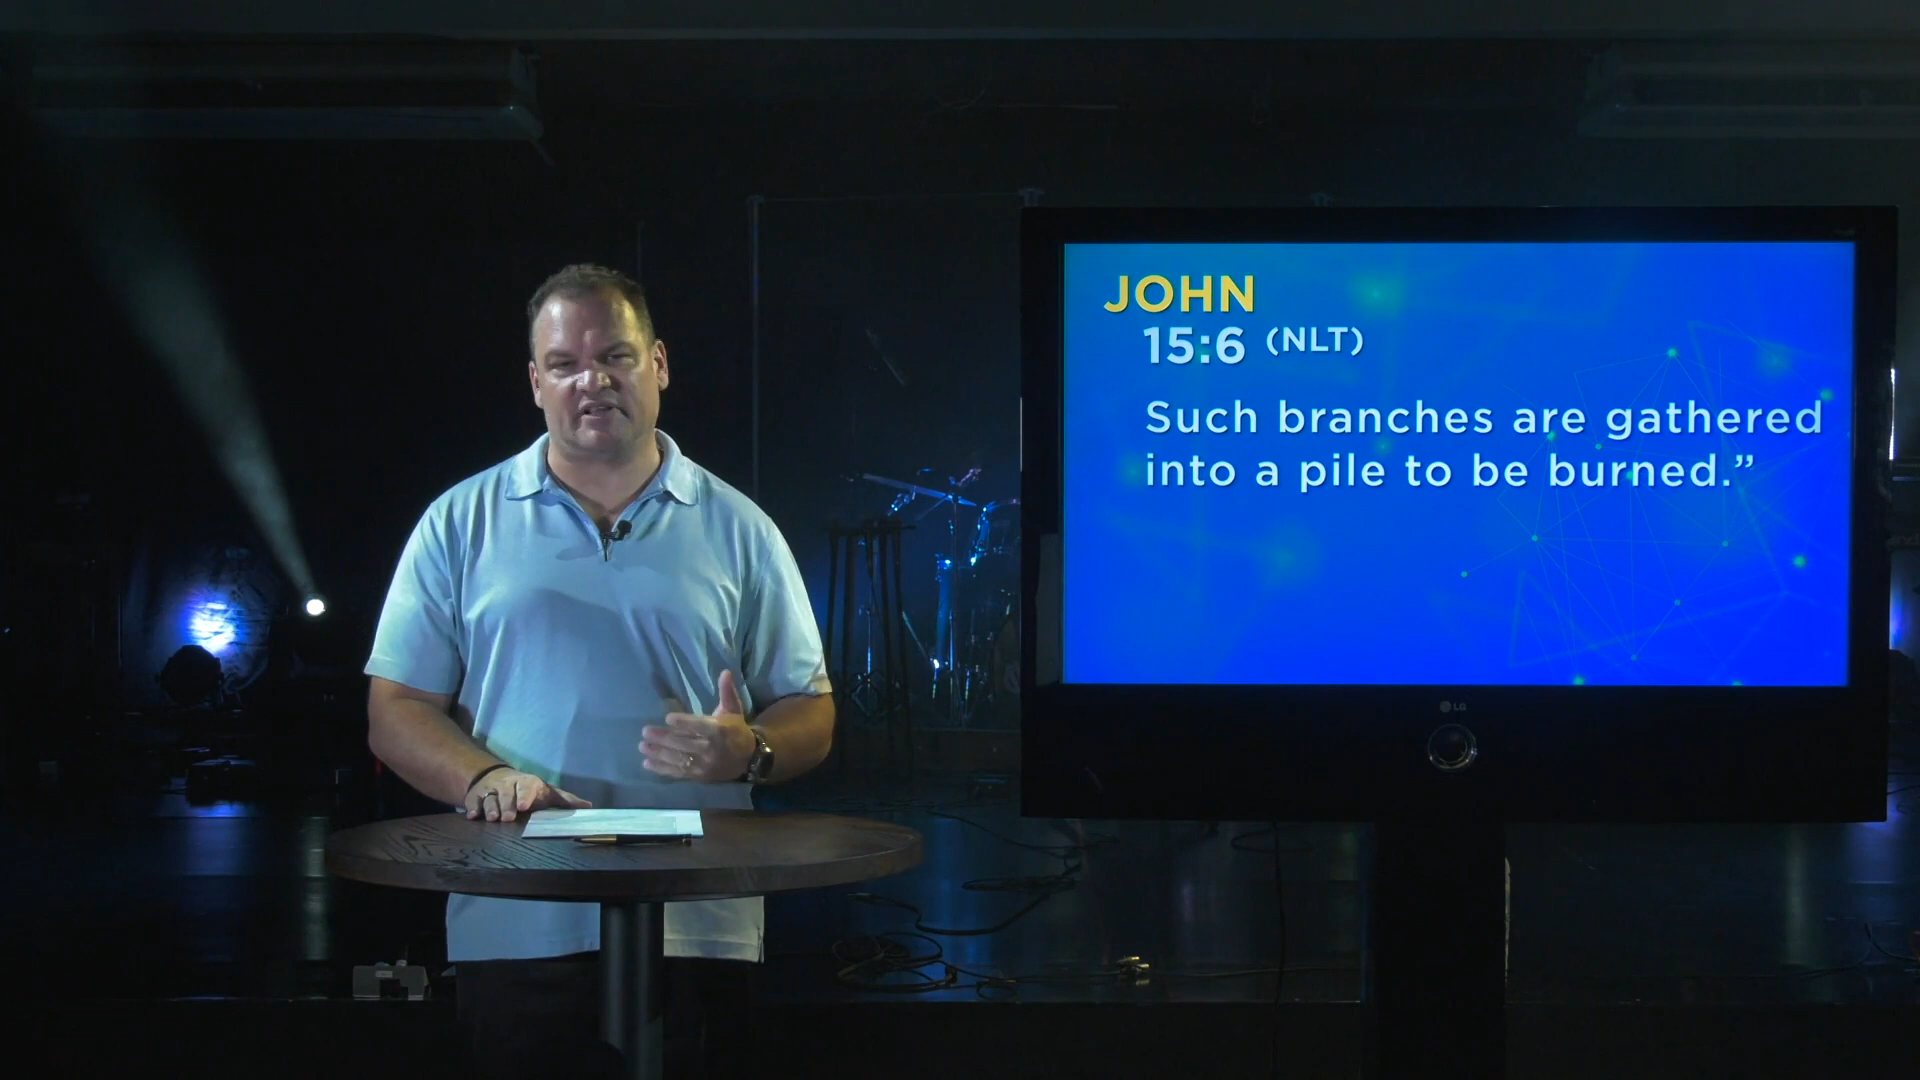 JOHN
15:6 (NLT)
Such branches are gathered
into a pile to be burned.”
LG